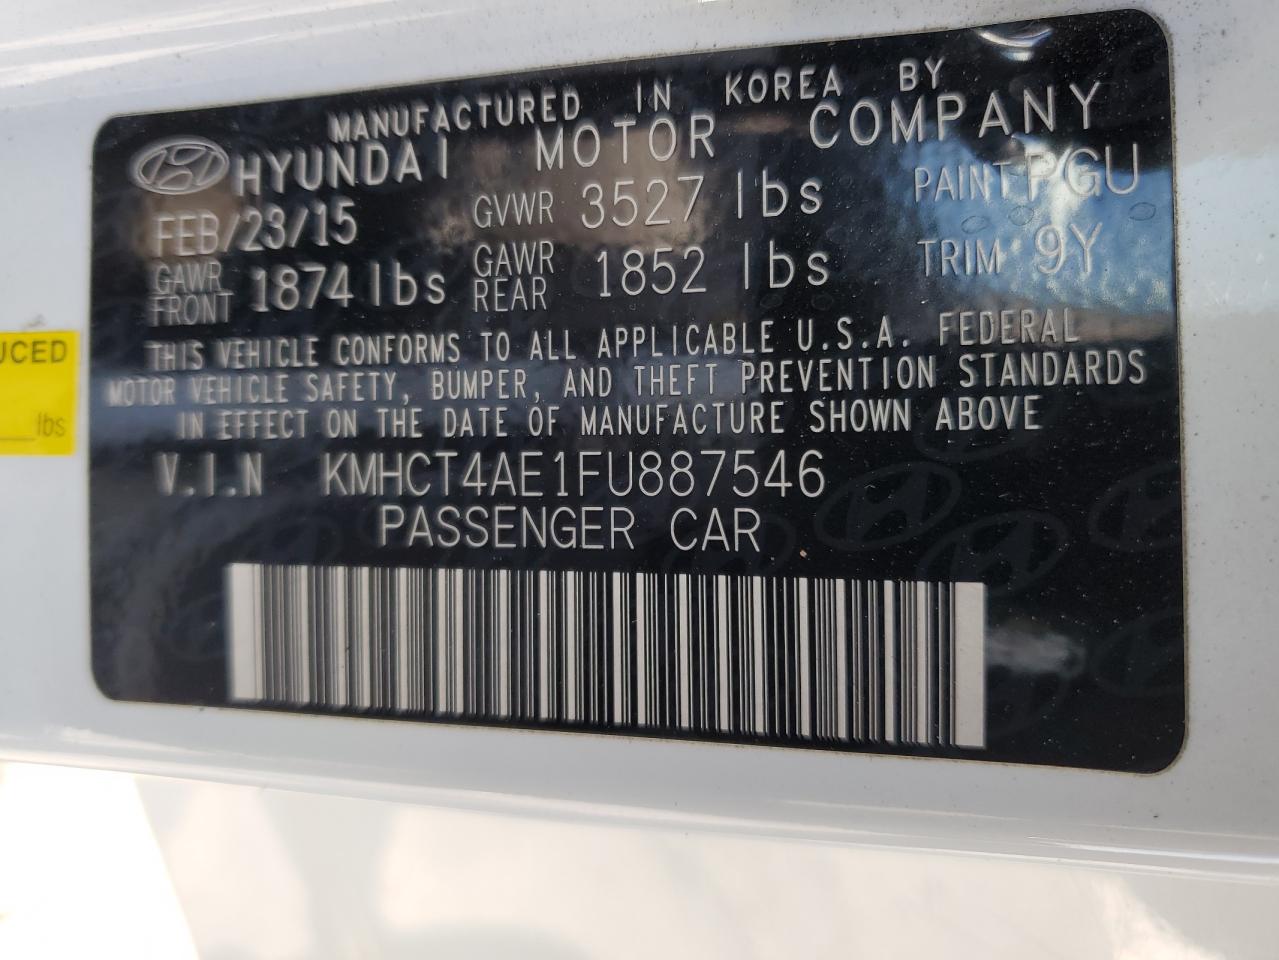 MANUFACTURED IN KOREA BY
HYUNDAI MOTOR COMPANY
FEB/23/15 GVWR 3527 lbs PAINT PGU
GAWR FRONT 1874 lbs GAWR REAR 1852 lbs TRIM 9Y
THIS VEHICLE CONFORMS TO ALL APPLICABLE U.S.A. FEDERAL
MOTOR VEHICLE SAFETY, BUMPER, AND THEFT PREVENTION STANDARDS
IN EFFECT ON THE DATE OF MANUFACTURE SHOWN ABOVE
V.I.N KMHCT4AE1FU887546
PASSENGER CAR
UCED
lbs